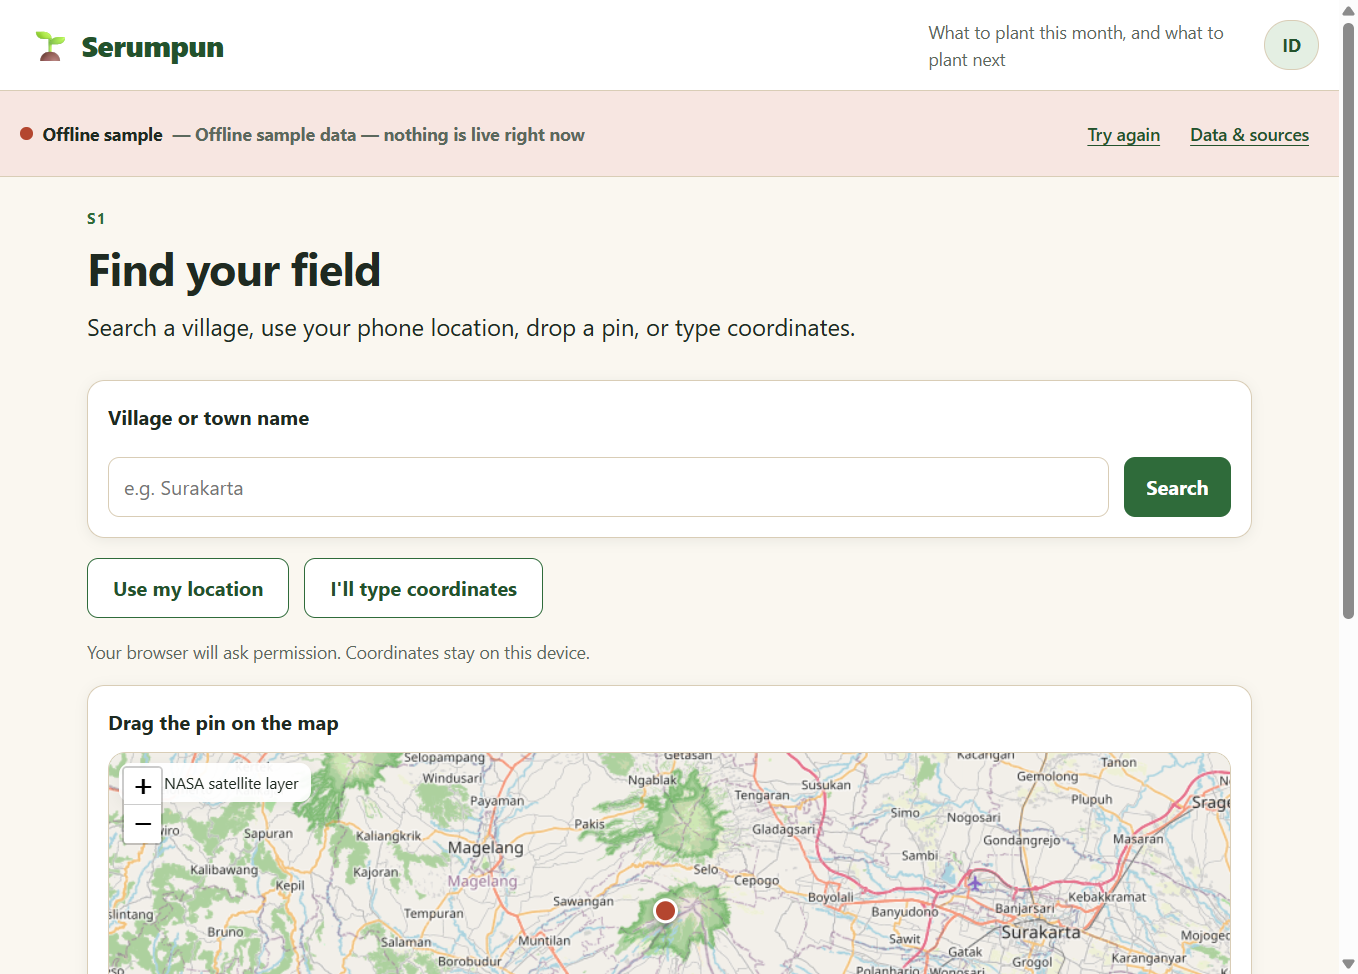 Serumpun
What to plant this month, and what to
plant next
ID
Offline sample — Offline sample data — nothing is live right now
Try again
Data & sources
S1
Find your field
Search a village, use your phone location, drop a pin, or type coordinates.
Village or town name
e.g. Surakarta
Search
Use my location
I'll type coordinates
Your browser will ask permission. Coordinates stay on this device.
Drag the pin on the map
+
NASA satellite layer
−
Selopampang
Getasan
Kacangan
Tanon
Windusari
Ngablak
Susukan
Gemolong
Payaman
Tengaran
Plupuh
Simo
Nogosari
Pakis
Gladagsari
Sapuran
Kaliangkrik
Magelang
Gondangrejo
Masaran
Sambi
Kalibawang
Kajoran
Selo
Magelang
Cepogo
Kepil
Boyolali
Kebakkramat
Sawangan
Tempuran
Banyudono
Banjarsari
Bruno
Surakarta
Salaman
Muntilan
Sawit
Gatak
Borobudur
Grogol
Karanganyar
Polanharjo
Wonosari